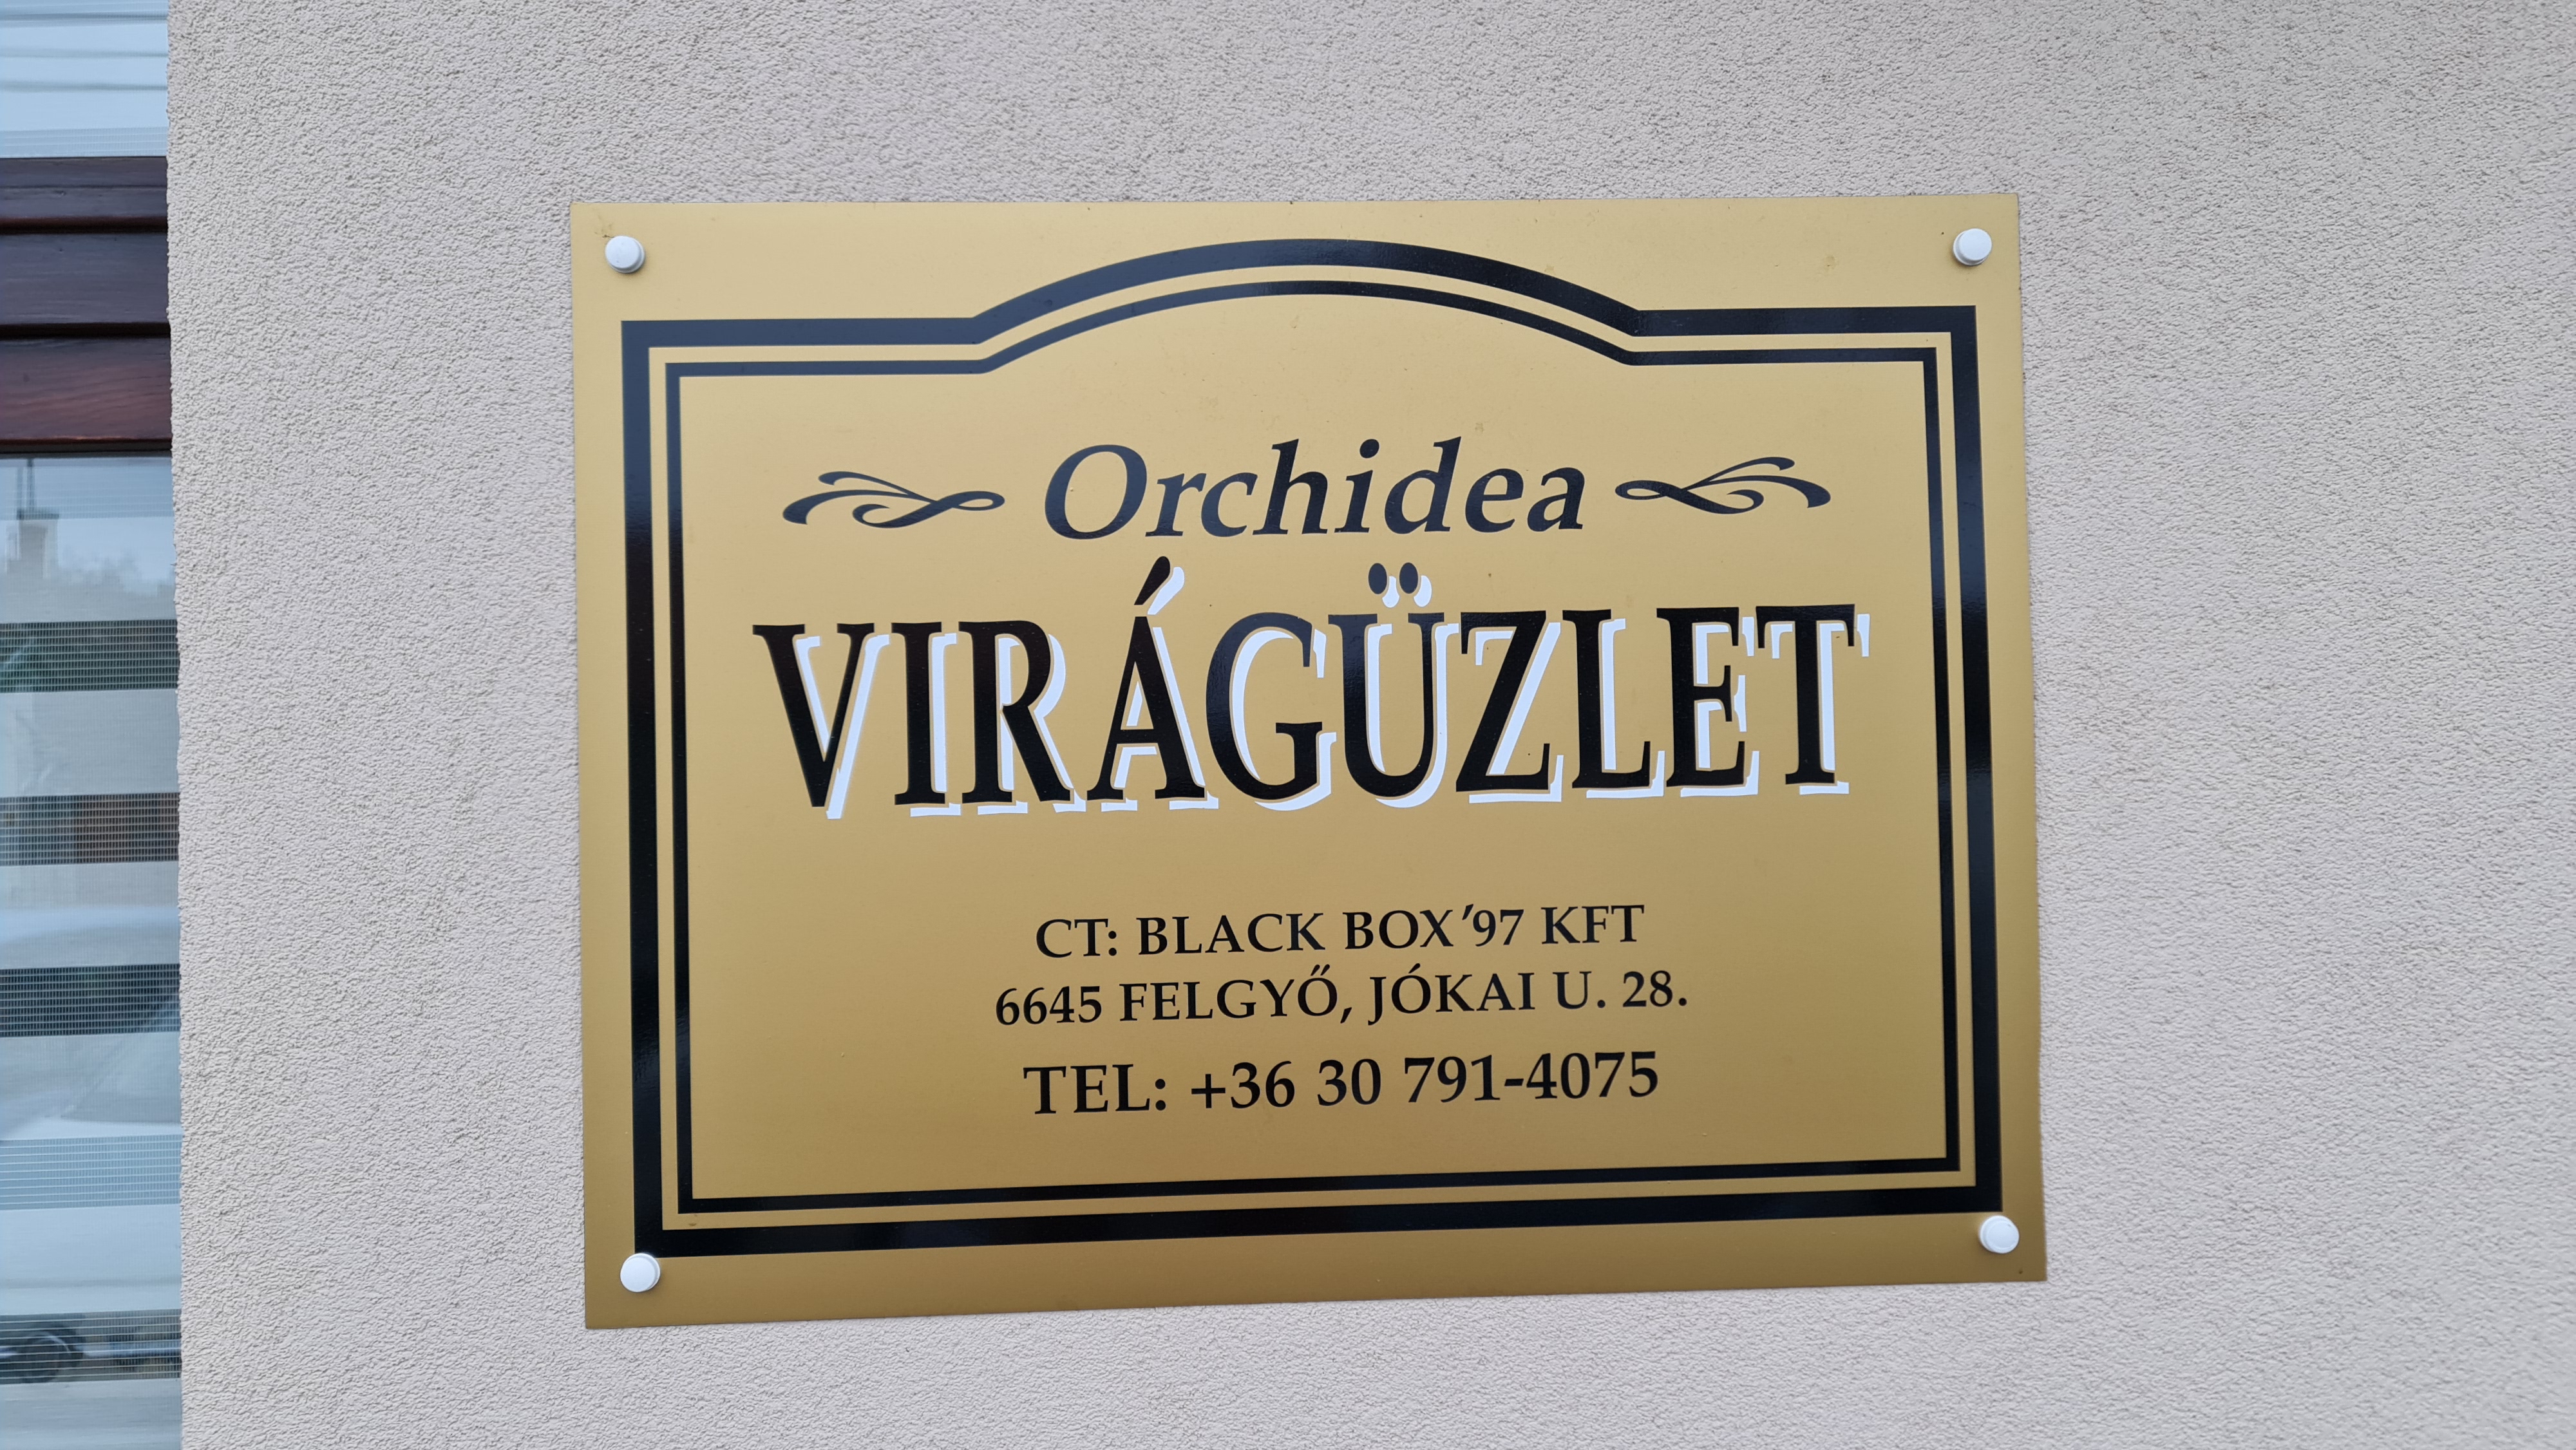 Orchidea
VIRÁGÜZLET
CT: BLACK BOX'97 KFT
6645 FELGYŐ, JÓKAI U. 28.
TEL: +36 30 791-4075